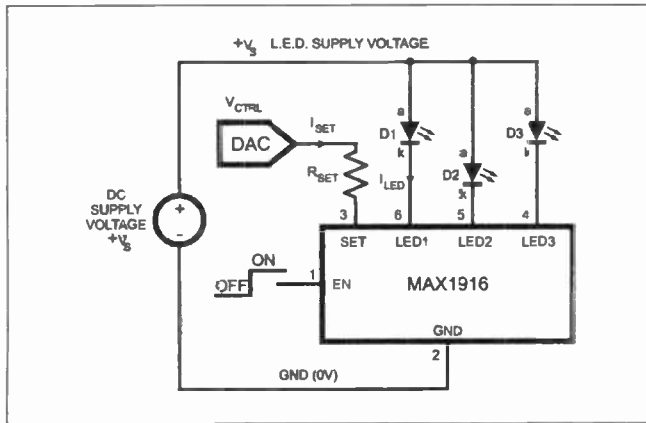 +VS L.E.D. SUPPLY VOLTAGE
VCTRL
DAC
ISET
RSET
a
D1
k
ILED
a
D2
k
a
D3
k
DC
SUPPLY
VOLTAGE
+VS
+
-
3
6
5
4
SET
LED1
LED2
LED3
ON
OFF
1
EN
MAX1916
GND
2
GND (0V)